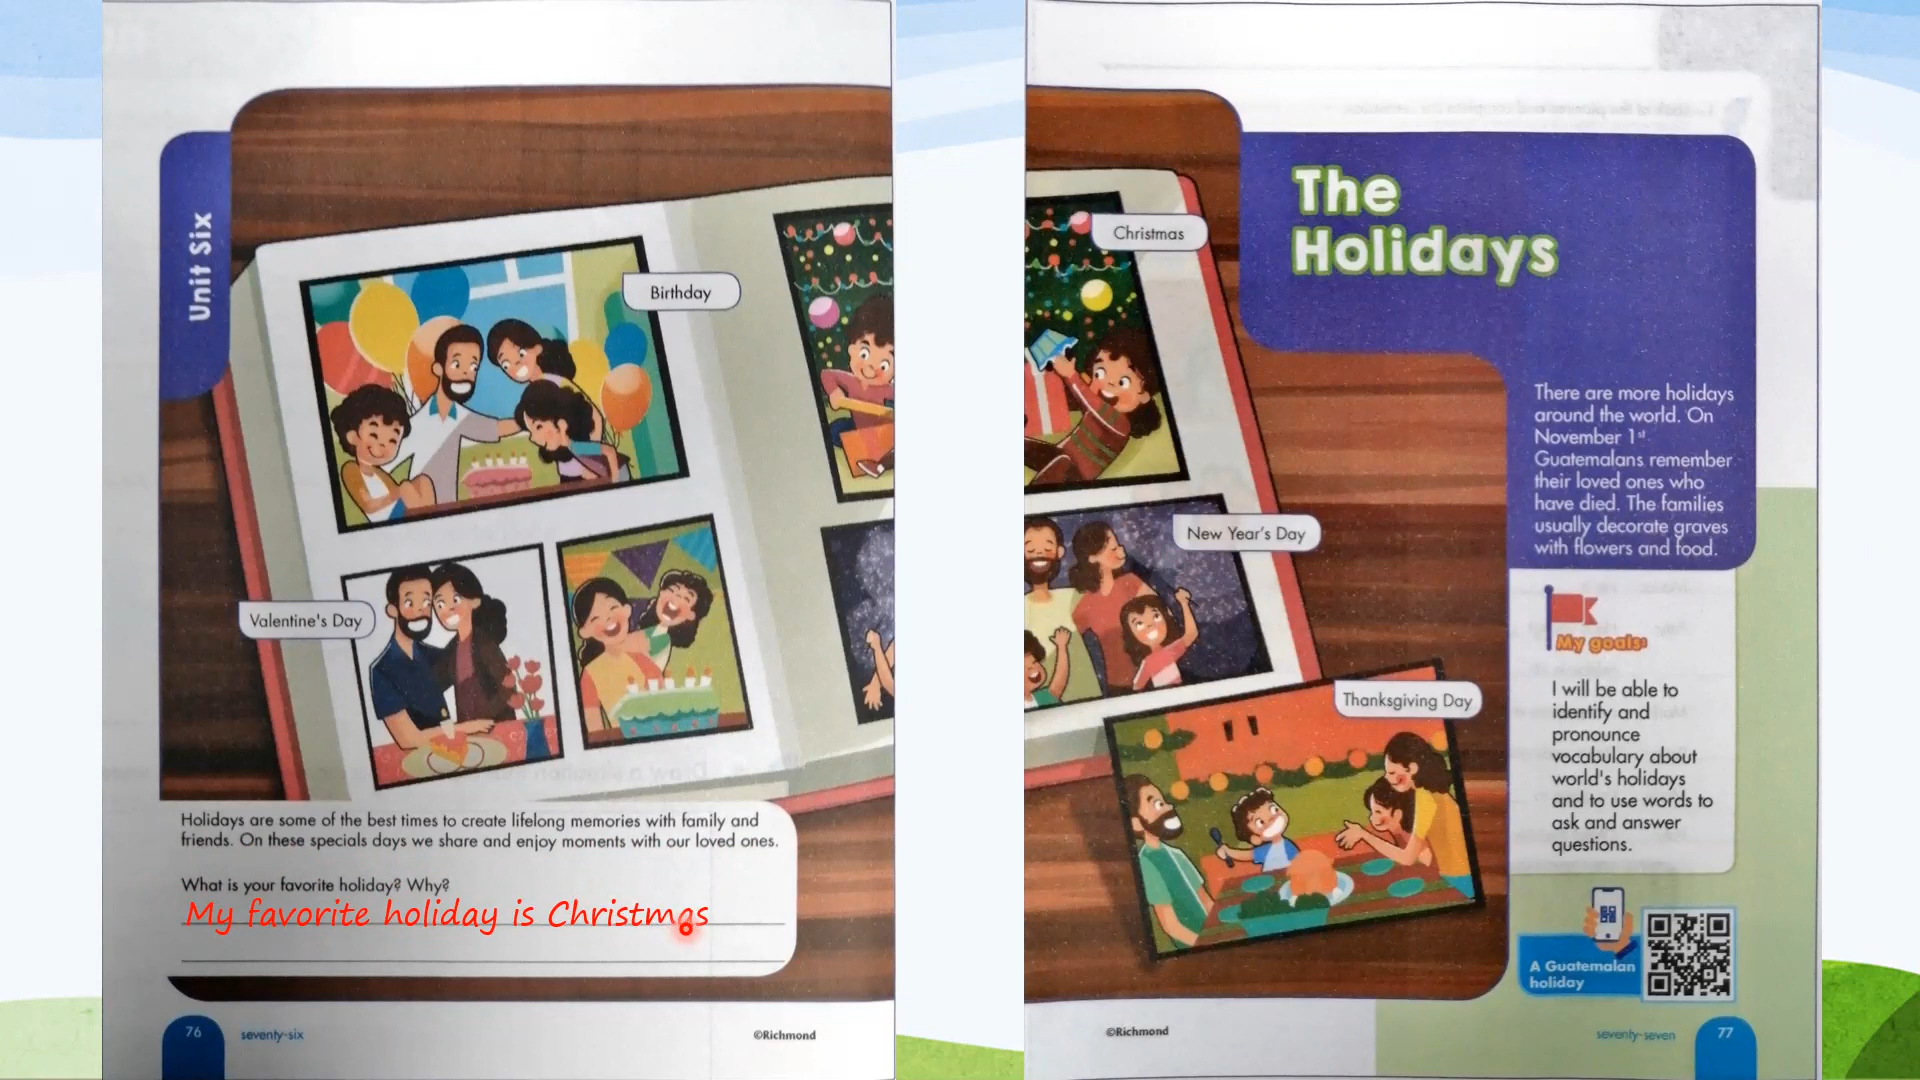 Unit Six
Birthday
Valentine's Day
Holidays are some of the best times to create lifelong memories with family and
friends. On these specials days we share and enjoy moments with our loved ones.
What is your favorite holiday? Why?
My favorite holiday is Christmas
76
seventy-six
©Richmond
Christmas
The
Holidays
New Year's Day
Thanksgiving Day
There are more holidays
around the world. On
November 1st
Guatemalans remember
their loved ones who
have died. The families
usually decorate graves
with flowers and food.
My goals:
I will be able to
identify and
pronounce
vocabulary about
world's holidays
and to use words to
ask and answer
questions.
A Guatemalan
holiday
©Richmond
seventy-seven
77